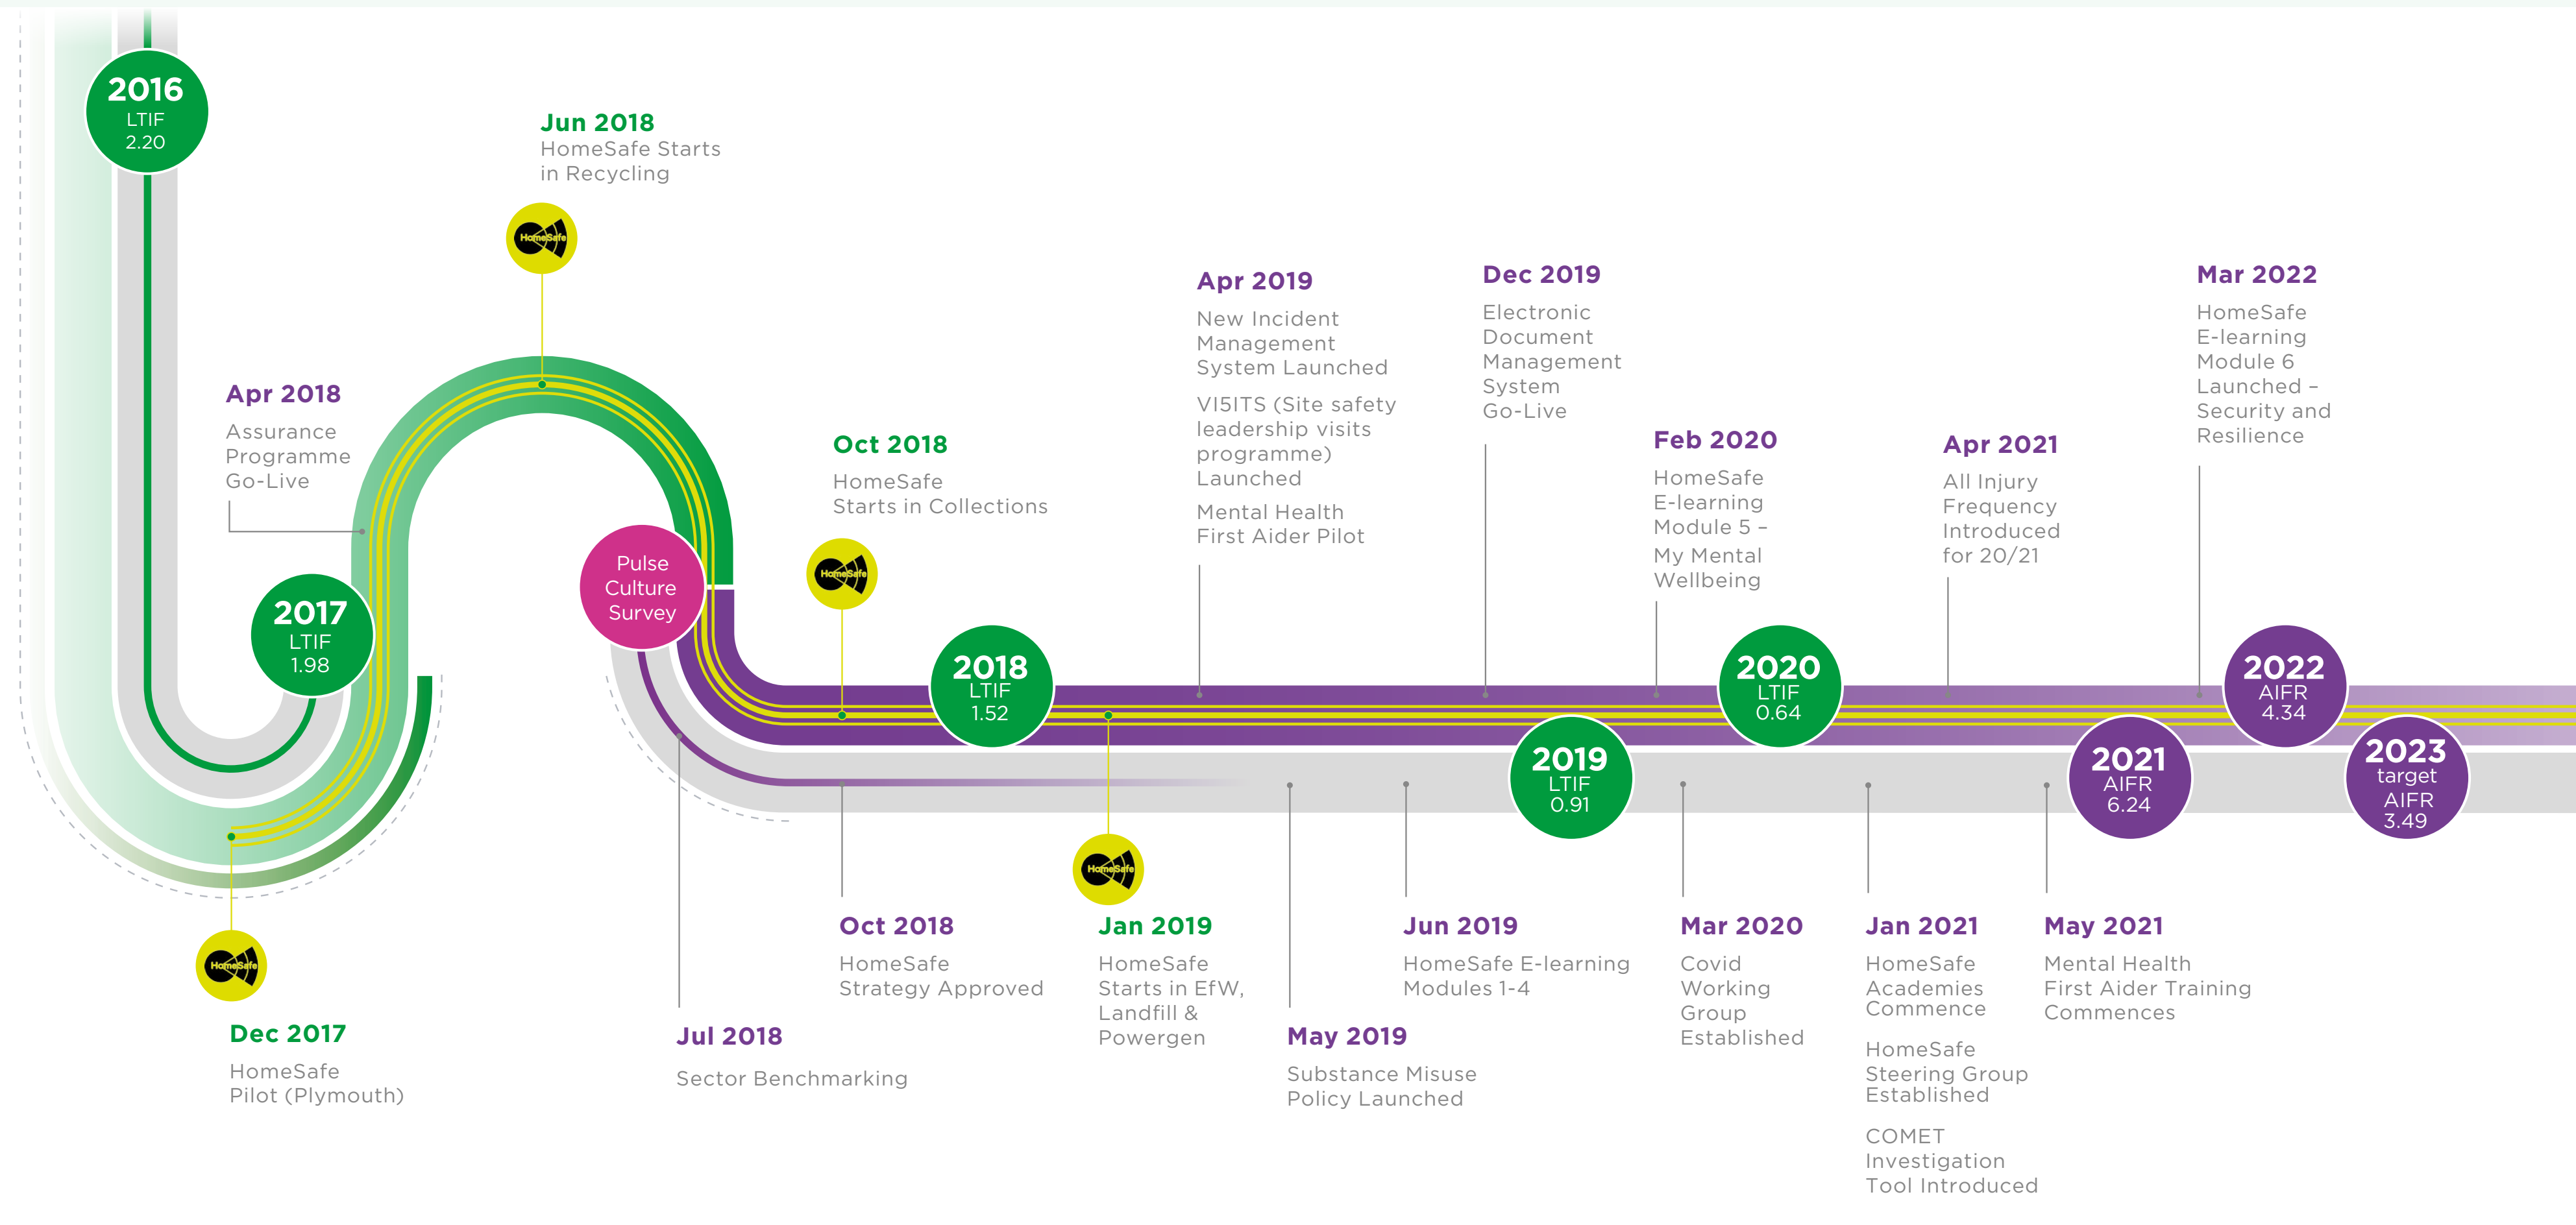 2016
LTIF
2.20
Jun 2018
HomeSafe Starts
in Recycling
HomeSafe
Apr 2018
Assurance
Programme
Go-Live
2017
LTIF
1.98
HomeSafe
Dec 2017
HomeSafe
Pilot (Plymouth)
Pulse
Culture
Survey
Jul 2018
Sector Benchmarking
Oct 2018
HomeSafe
Starts in Collections
HomeSafe
Oct 2018
HomeSafe
Strategy Approved
2018
LTIF
1.52
HomeSafe
Jan 2019
HomeSafe
Starts in EfW,
Landfill &
Powergen
Apr 2019
New Incident
Management
System Launched
VI5ITS (Site safety
leadership visits
programme)
Launched
Mental Health
First Aider Pilot
May 2019
Substance Misuse
Policy Launched
Jun 2019
HomeSafe E-learning
Modules 1-4
Dec 2019
Electronic
Document
Management
System
Go-Live
2019
LTIF
0.91
Feb 2020
HomeSafe
E-learning
Module 5 –
My Mental
Wellbeing
Mar 2020
Covid
Working
Group
Established
2020
LTIF
0.64
Jan 2021
HomeSafe
Academies
Commence
HomeSafe
Steering Group
Established
COMET
Investigation
Tool Introduced
Apr 2021
All Injury
Frequency
Introduced
for 20/21
May 2021
Mental Health
First Aider Training
Commences
2021
AIFR
6.24
Mar 2022
HomeSafe
E-learning
Module 6
Launched –
Security and
Resilience
2022
AIFR
4.34
2023
target
AIFR
3.49